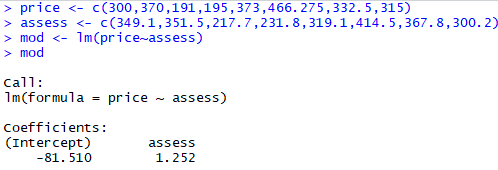 > price <- c(300,370,191,195,373,466.275,332.5,315)
> assess <- c(349.1,351.5,217.7,231.8,319.1,414.5,367.8,300.2)
> mod <- lm(price~assess)
> mod
Call:
lm(formula = price ~ assess)
Coefficients:
(Intercept) assess
-81.510 1.252